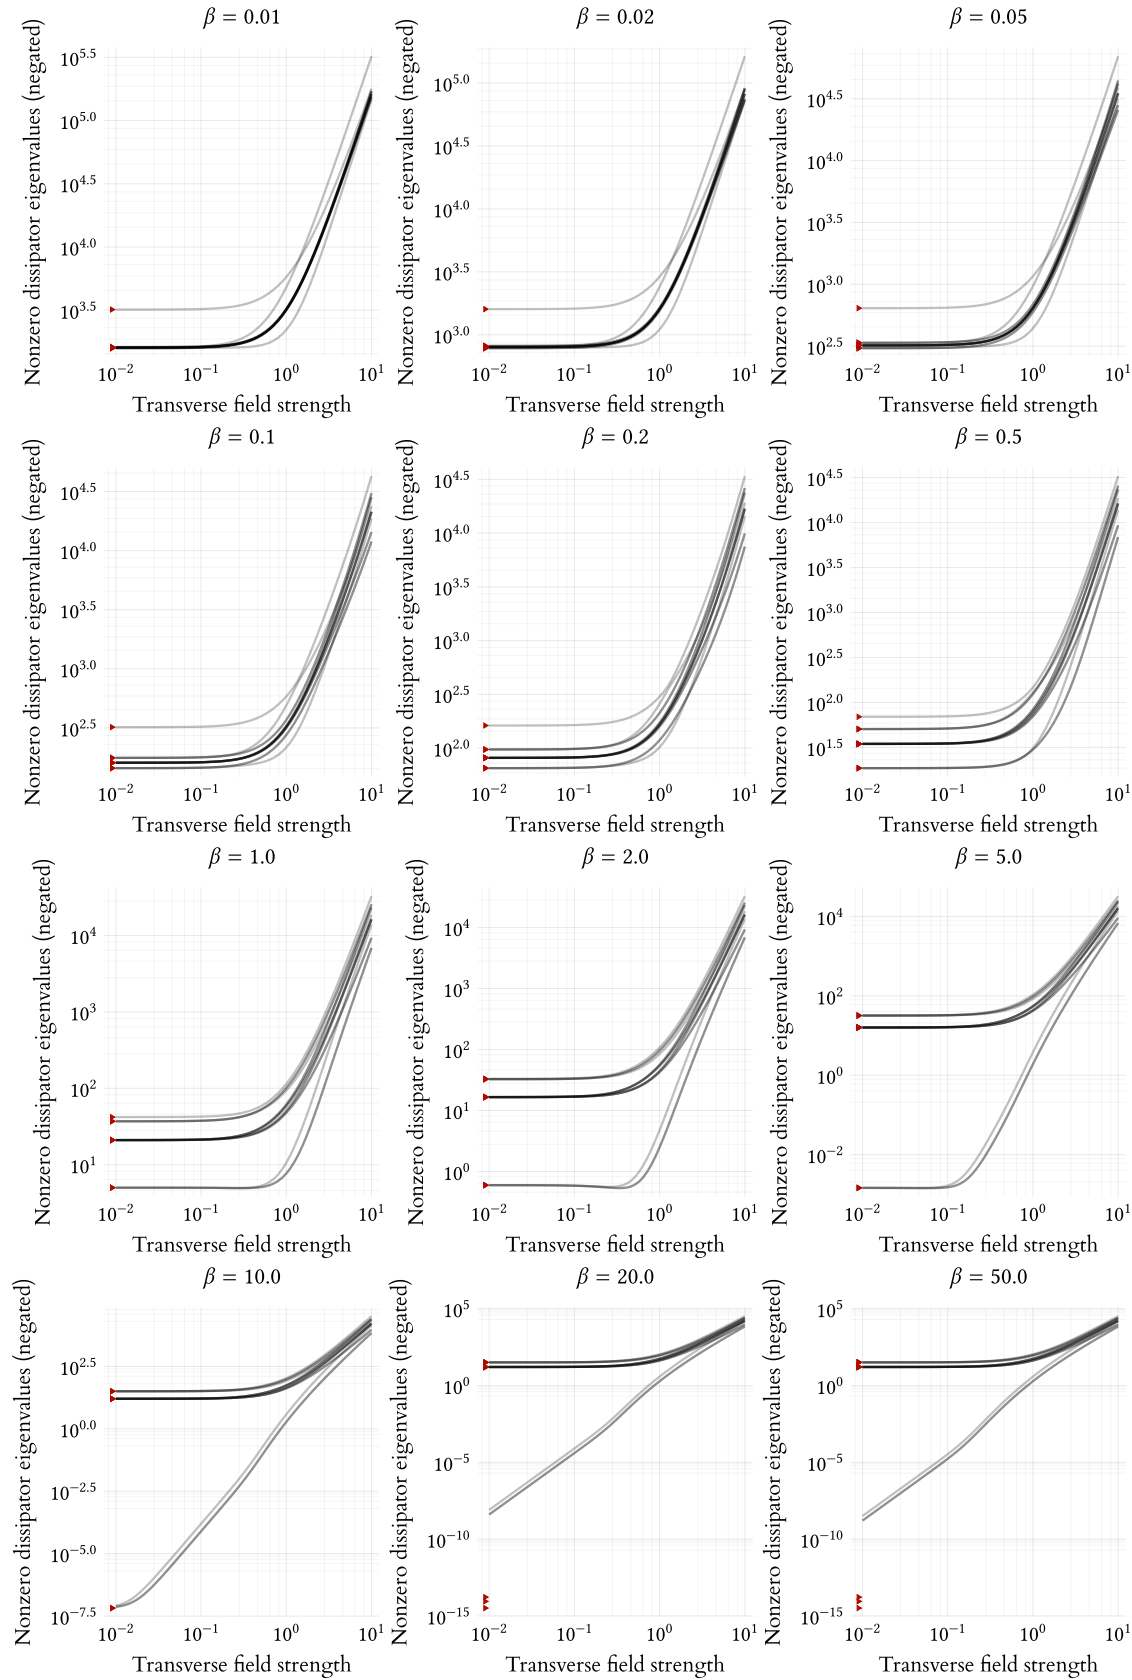 β = 0.01
Nonzero dissipator eigenvalues (negated)
10^5.5
10^5.0
10^4.5
10^4.0
10^3.5
10^−2 10^−1 10^0 10^1
Transverse field strength
β = 0.02
Nonzero dissipator eigenvalues (negated)
10^5.0
10^4.5
10^4.0
10^3.5
10^3.0
10^−2 10^−1 10^0 10^1
Transverse field strength
β = 0.05
Nonzero dissipator eigenvalues (negated)
10^4.5
10^4.0
10^3.5
10^3.0
10^2.5
10^−2 10^−1 10^0 10^1
Transverse field strength
β = 0.1
Nonzero dissipator eigenvalues (negated)
10^4.5
10^4.0
10^3.5
10^3.0
10^2.5
10^−2 10^−1 10^0 10^1
Transverse field strength
β = 0.2
Nonzero dissipator eigenvalues (negated)
10^4.5
10^4.0
10^3.5
10^3.0
10^2.5
10^2.0
10^−2 10^−1 10^0 10^1
Transverse field strength
β = 0.5
Nonzero dissipator eigenvalues (negated)
10^4.5
10^4.0
10^3.5
10^3.0
10^2.5
10^2.0
10^1.5
10^−2 10^−1 10^0 10^1
Transverse field strength
β = 1.0
Nonzero dissipator eigenvalues (negated)
10^4
10^3
10^2
10^1
10^−2 10^−1 10^0 10^1
Transverse field strength
β = 2.0
Nonzero dissipator eigenvalues (negated)
10^4
10^3
10^2
10^1
10^0
10^−2 10^−1 10^0 10^1
Transverse field strength
β = 5.0
Nonzero dissipator eigenvalues (negated)
10^4
10^2
10^0
10^−2
10^−2 10^−1 10^0 10^1
Transverse field strength
β = 10.0
Nonzero dissipator eigenvalues (negated)
10^2.5
10^0.0
10^−2.5
10^−5.0
10^−7.5
10^−2 10^−1 10^0 10^1
Transverse field strength
β = 20.0
Nonzero dissipator eigenvalues (negated)
10^5
10^0
10^−5
10^−10
10^−15
10^−2 10^−1 10^0 10^1
Transverse field strength
β = 50.0
Nonzero dissipator eigenvalues (negated)
10^5
10^0
10^−5
10^−10
10^−15
10^−2 10^−1 10^0 10^1
Transverse field strength